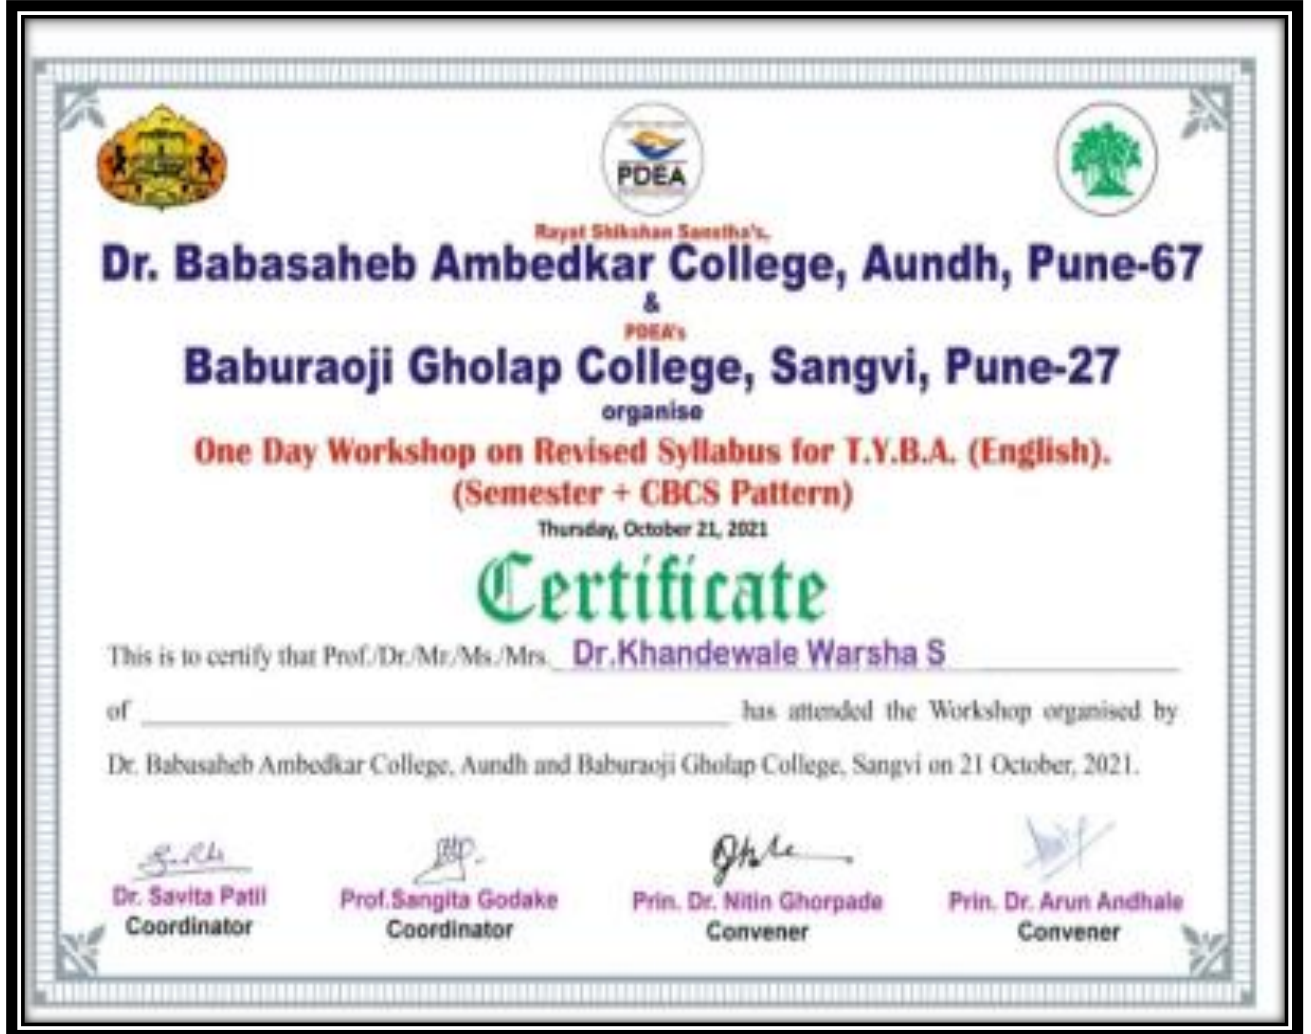 PDEA
Rayat Shikshan Sanstha's,
Dr. Babasaheb Ambedkar College, Aundh, Pune-67
&
PDEA's
Baburaoji Gholap College, Sangvi, Pune-27
organise
One Day Workshop on Revised Syllabus for T.Y.B.A. (English).
(Semester + CBCS Pattern)
Thursday, October 21, 2021
Certificate
This is to certify that Prof./Dr./Mr./Ms./Mrs. Dr.Khandewale Warsha S
of has attended the Workshop organised by
Dr. Babasaheb Ambedkar College, Aundh and Baburaoji Gholap College, Sangvi on 21 October, 2021.
Dr. Savita Patil Prof.Sangita Godake Prin. Dr. Nitin Ghorpade Prin. Dr. Arun Andhale
Coordinator Coordinator Convener Convener